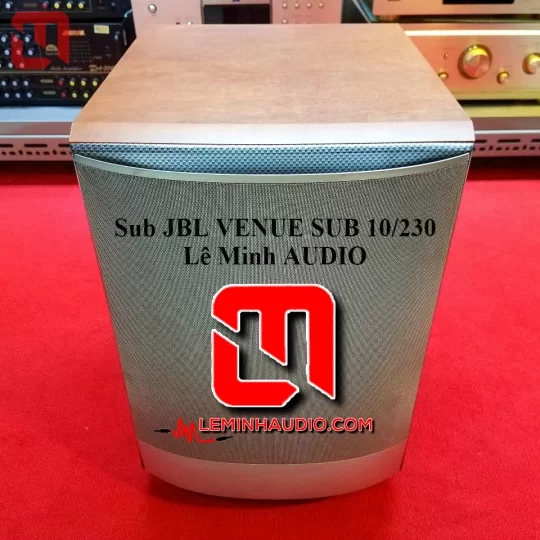 Sub JBL VENUE SUB 10/230
Lê Minh AUDIO
LEMINHAUDIO.COM